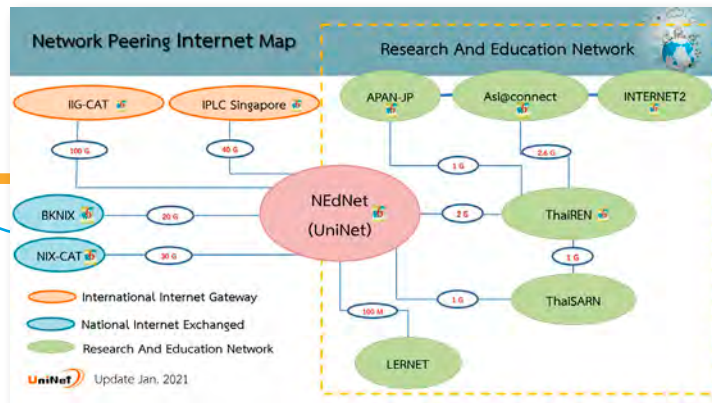 Network Peering Internet Map
Research And Education Network
IIG-CAT
IPLC Singapore
APAN-JP
Asi@connect
INTERNET2
100 G
40 G
1 G
2.6 G
NEdNet
(UniNet)
BKNIX
20 G
2 G
ThaiREN
NIX-CAT
30 G
1 G
International Internet Gateway
1 G
ThaiSARN
National Internet Exchanged
100 M
Research And Education Network
LERNET
UniNet
Update Jan. 2021